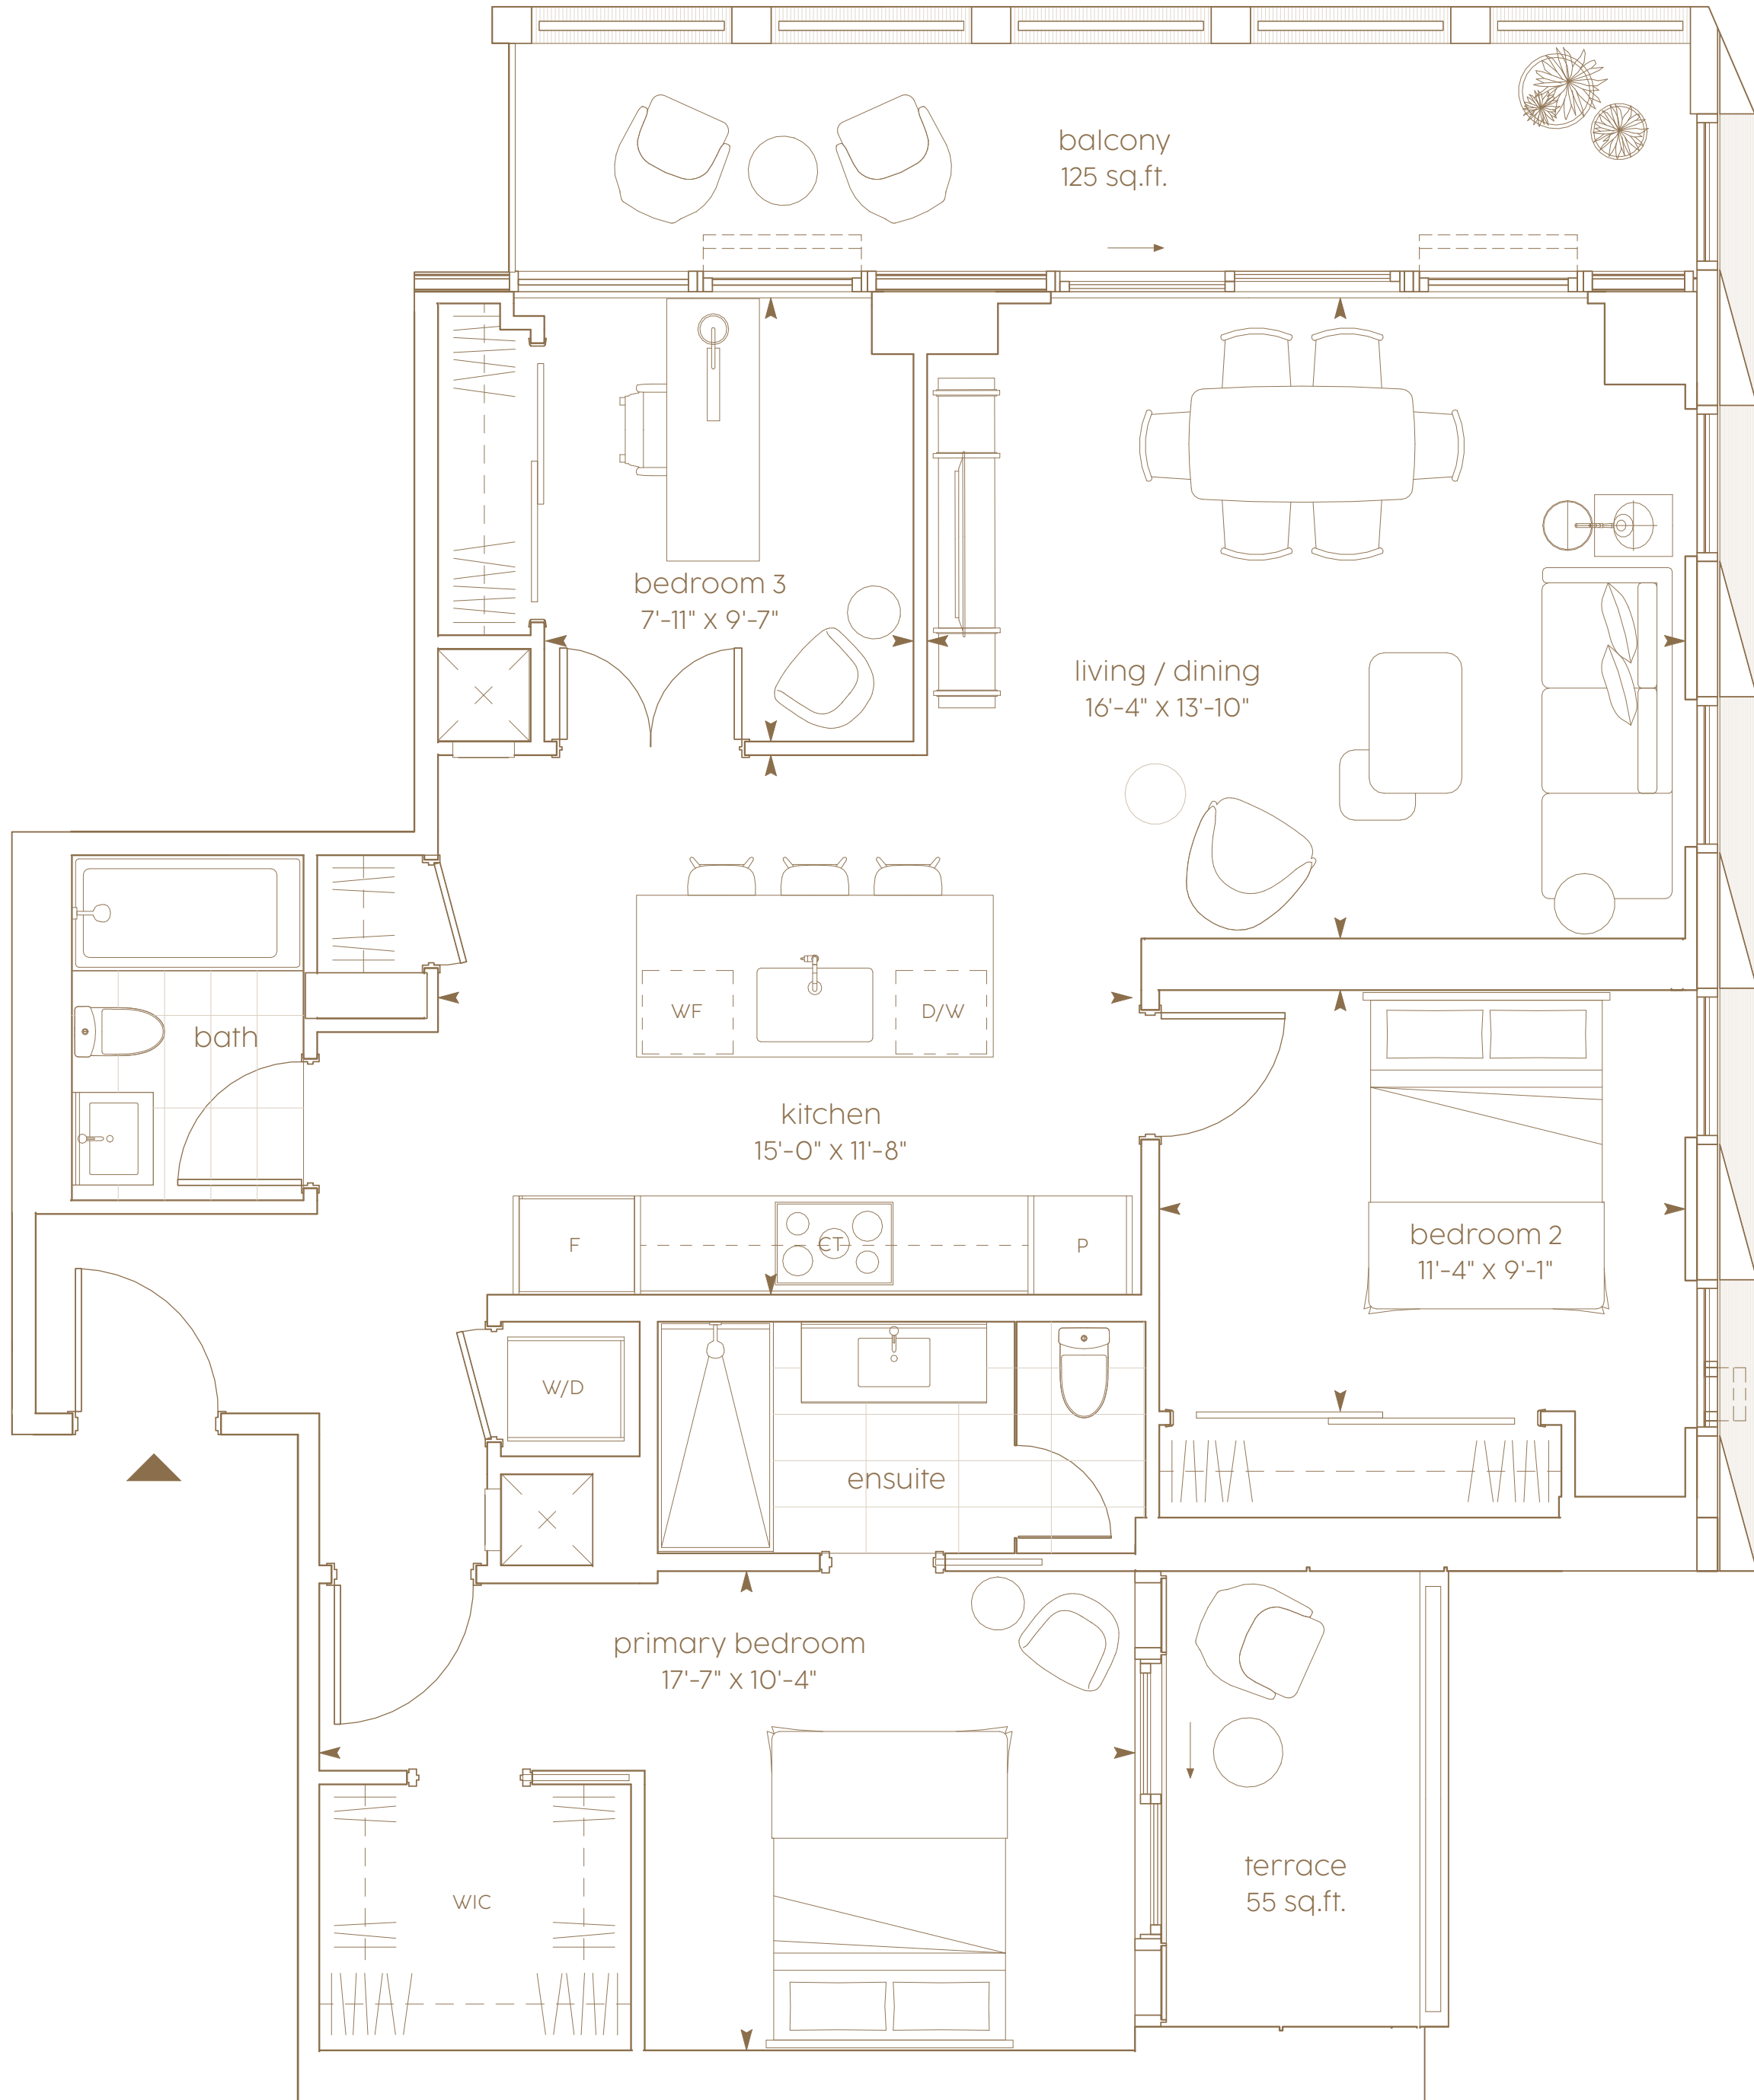 balcony
125 sq.ft.
bedroom 3
7'-11" X 9'-7"
living / dining
16'-4" X 13'-10"
WF
D/W
bath
kitchen
15'-0" X 11'-8"
F
CT
P
bedroom 2
11'-4" X 9'-1"
W/D
ensuite
primary bedroom
17'-7" X 10'-4"
terrace
55 sq.ft.
WIC